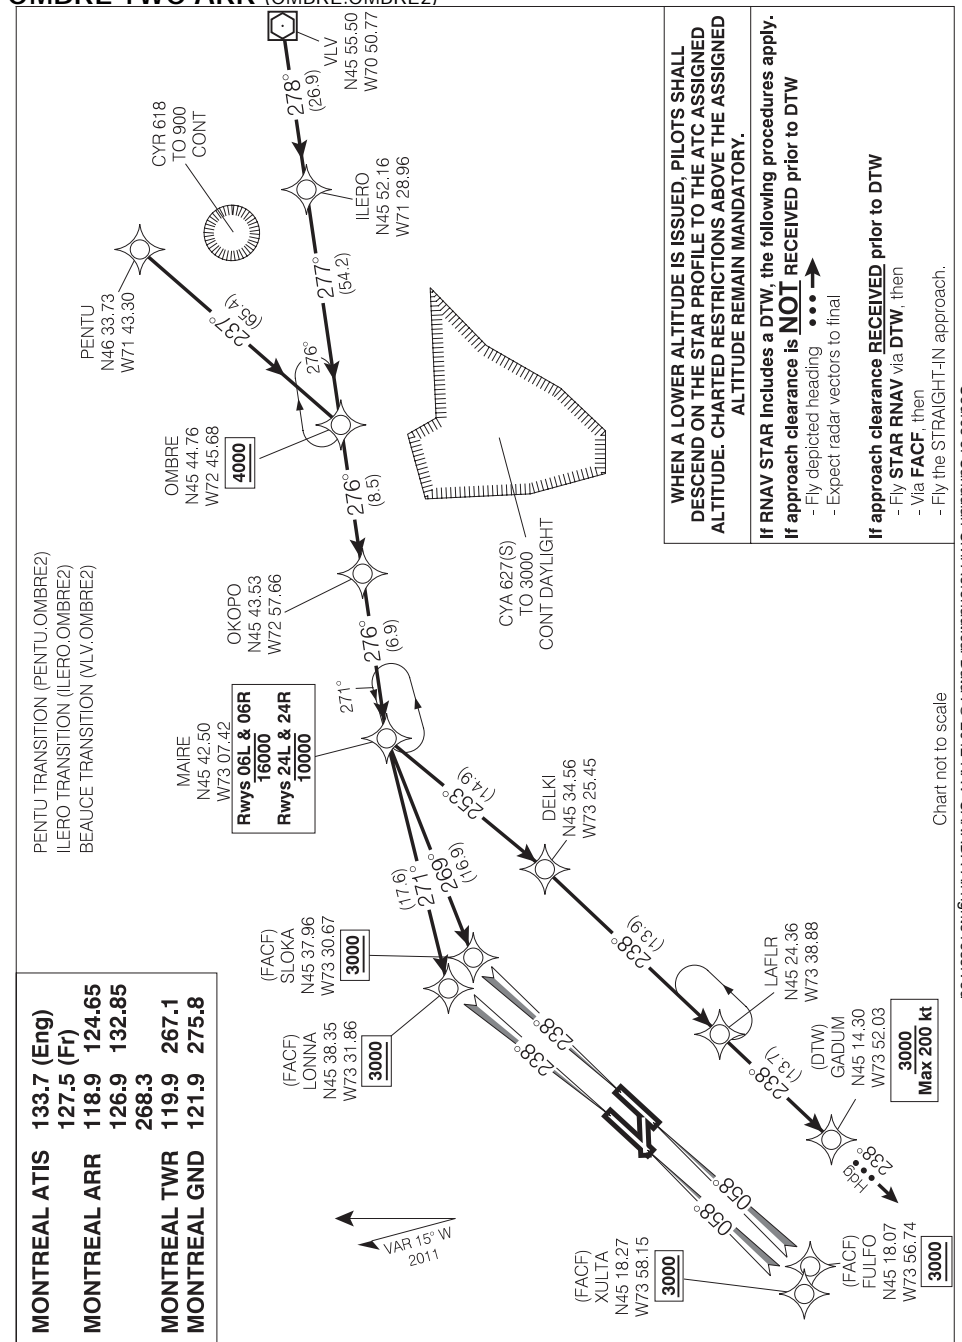 OMBRE TWO ARR (OMBRE.OMBRE2)
MONTREAL ATIS 133.7 (Eng)
127.5 (Fr)
MONTREAL ARR 118.9 124.65
126.9 132.85
268.3
MONTREAL TWR 119.9 267.1
MONTREAL GND 121.9 275.8
PENTU TRANSITION (PENTU.OMBRE2)
ILERO TRANSITION (ILERO.OMBRE2)
BEAUCE TRANSITION (VLV.OMBRE2)
PENTU
N46 33.73
W71 43.30
CYR 618
TO 900
CONT
VLV
N45 55.50
W70 50.77
278°
(26.9)
ILERO
N45 52.16
W71 28.96
277°
(54.2)
237°
(65.4)
276°
OMBRE
N45 44.76
W72 45.68
4000
276°
(8.5)
OKOPO
N45 43.53
W72 57.66
276°
(6.9)
271°
MAIRE
N45 42.50
W73 07.42
Rwys 06L & 06R
16000
Rwys 24L & 24R
10000
CYA 627(S)
TO 3000
CONT DAYLIGHT
(17.6)
271°
269°
(16.9)
253°
(14.9)
DELKI
N45 34.56
W73 25.45
(FACF)
SLOKA
N45 37.96
W73 30.67
3000
(FACF)
LONNA
N45 38.35
W73 31.86
3000
238°
238°
238°
(13.9)
LAFLR
N45 24.36
W73 38.88
238°
(13.7)
(DTW)
GADUM
N45 14.30
W73 52.03
3000
Max 200 kt
Hdg
238°
058°
058°
(FACF)
XULTA
N45 18.27
W73 58.15
3000
(FACF)
FULFO
N45 18.07
W73 56.74
3000
VAR 15° W
2011
WHEN A LOWER ALTITUDE IS ISSUED, PILOTS SHALL
DESCEND ON THE STAR PROFILE TO THE ATC ASSIGNED
ALTITUDE. CHARTED RESTRICTIONS ABOVE THE ASSIGNED
ALTITUDE REMAIN MANDATORY.
If RNAV STAR includes a DTW, the following procedures apply.
If approach clearance is NOT RECEIVED prior to DTW
- Fly depicted heading
- Expect radar vectors to final
If approach clearance RECEIVED prior to DTW
- Fly STAR RNAV via DTW, then
- Via FACF, then
- Fly the STRAIGHT-IN approach.
Chart not to scale